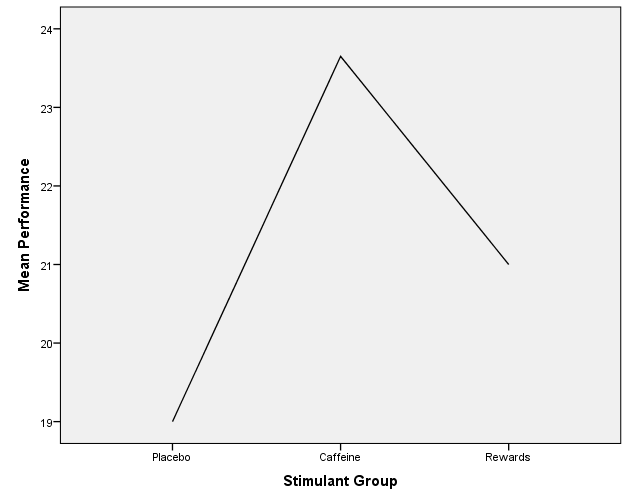 24
23
22
21
20
19
Mean Performance
Placebo Caffeine Rewards
Stimulant Group